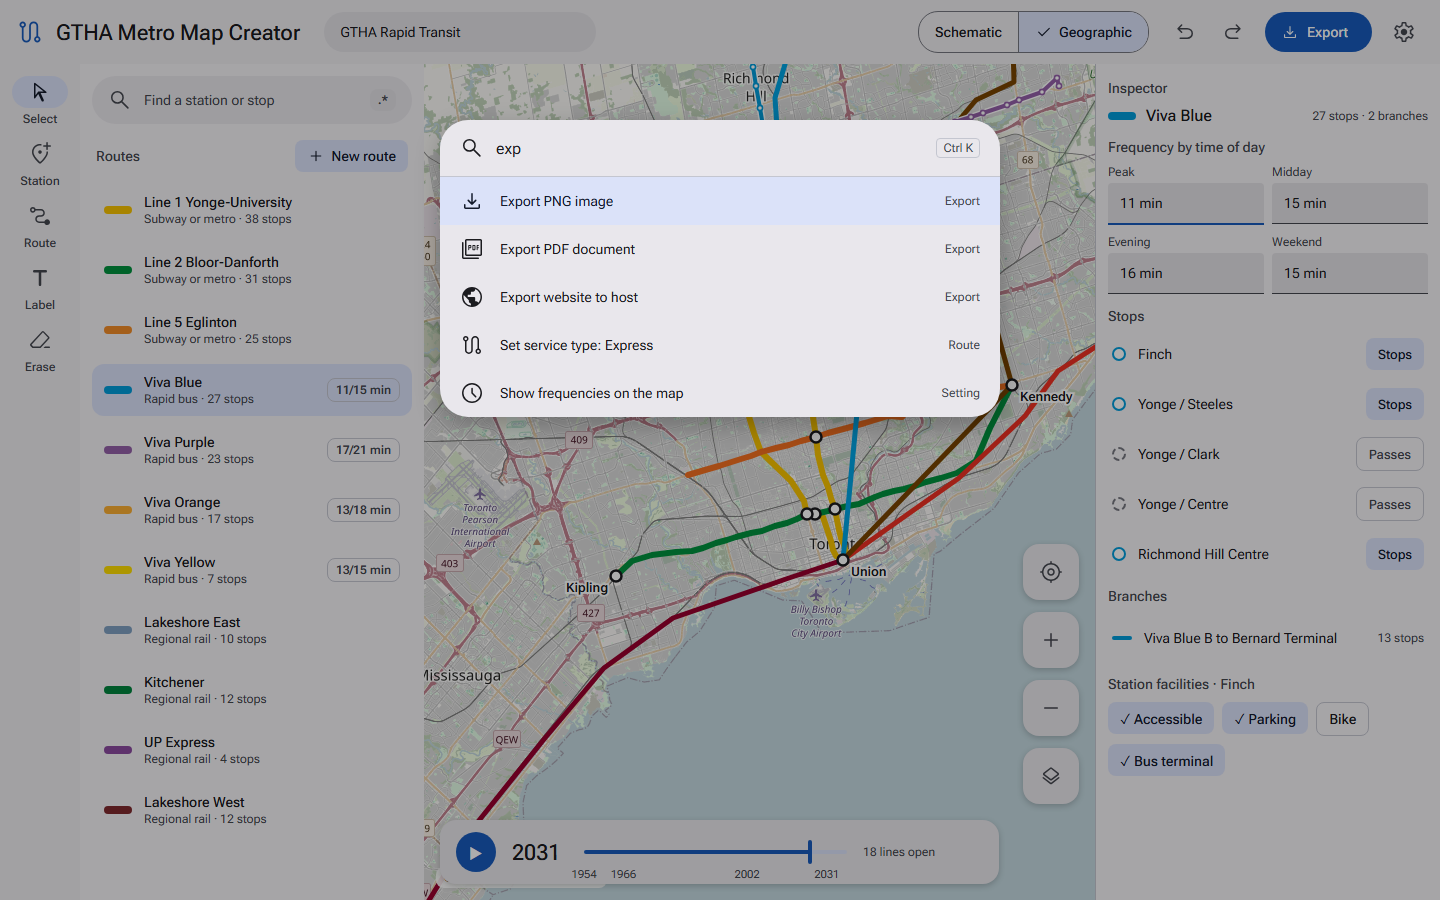 GTHA Metro Map Creator
GTHA Rapid Transit
Schematic
Geographic
Export
Select
Station
Route
Label
Erase
Find a station or stop
.*
Routes
New route
Line 1 Yonge-University
Subway or metro · 38 stops
Line 2 Bloor-Danforth
Subway or metro · 31 stops
Line 5 Eglinton
Subway or metro · 25 stops
Viva Blue
Rapid bus · 27 stops
11/15 min
Viva Purple
Rapid bus · 23 stops
17/21 min
Viva Orange
Rapid bus · 17 stops
13/18 min
Viva Yellow
Rapid bus · 7 stops
13/15 min
Lakeshore East
Regional rail · 10 stops
Kitchener
Regional rail · 12 stops
UP Express
Regional rail · 4 stops
Lakeshore West
Regional rail · 12 stops
Richmond
Hill
68
exp
Ctrl K
Export PNG image
Export
Export PDF document
Export
Export website to host
Export
Set service type: Express
Route
Show frequencies on the map
Setting
Kennedy
409
Toronto
Pearson
International
Airport
403
Toronto
Union
Kipling
427
Billy Bishop
Toronto
City Airport
Mississauga
QEW
2031
1954
1966
2002
2031
18 lines open
Inspector
Viva Blue
27 stops · 2 branches
Frequency by time of day
Peak
11 min
Midday
15 min
Evening
16 min
Weekend
15 min
Stops
Finch
Stops
Yonge / Steeles
Stops
Yonge / Clark
Passes
Yonge / Centre
Passes
Richmond Hill Centre
Stops
Branches
Viva Blue B to Bernard Terminal
13 stops
Station facilities · Finch
✓ Accessible
✓ Parking
Bike
✓ Bus terminal